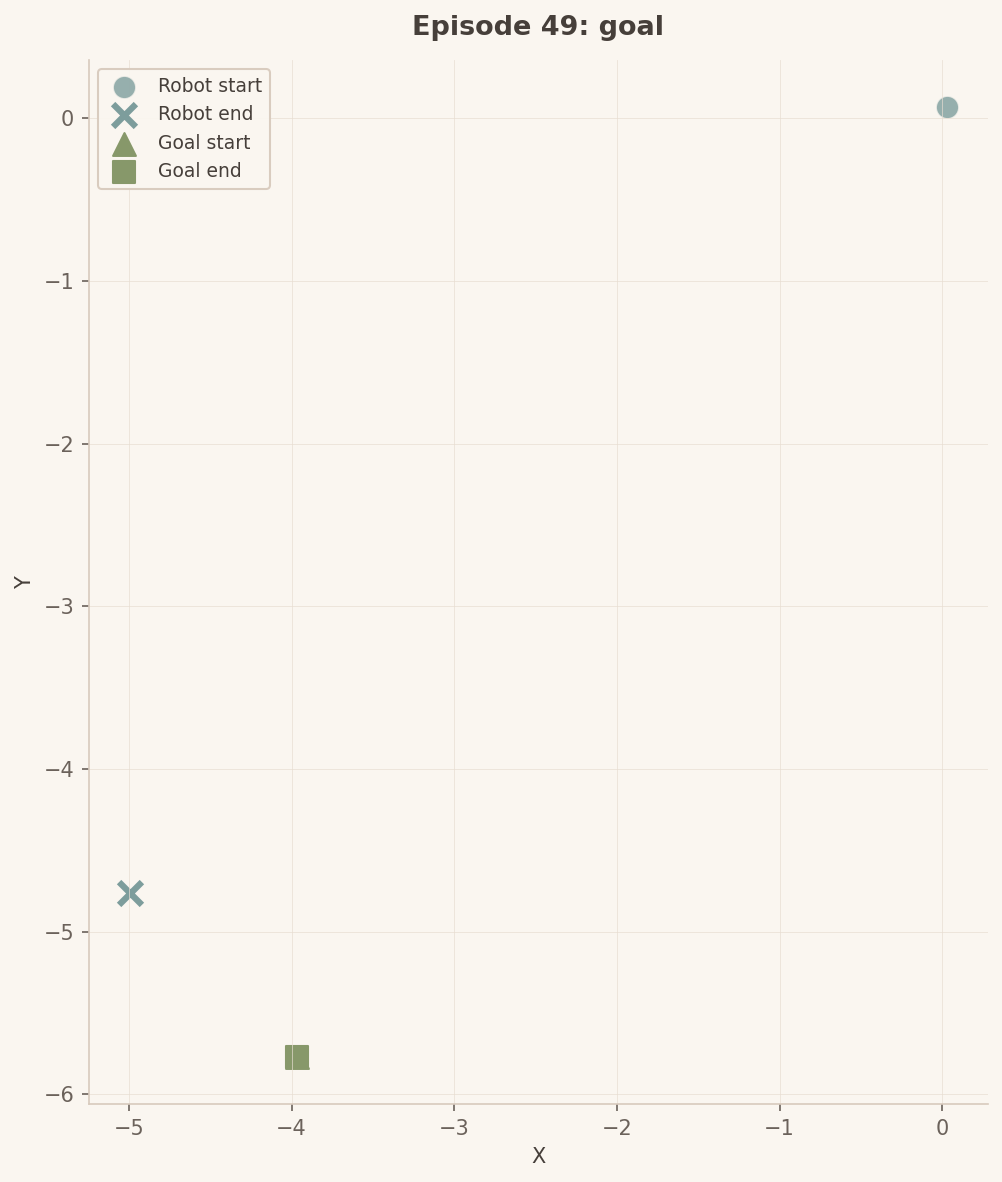 Episode 49: goal
Robot start
Robot end
Goal start
Goal end
0
−1
−2
−3
−4
−5
−6
Y
−5 −4 −3 −2 −1 0
X